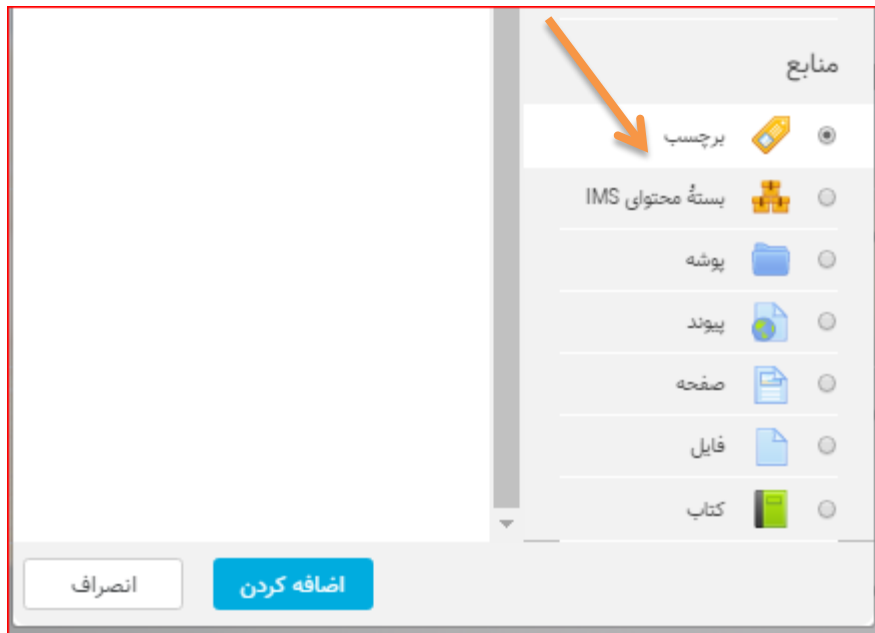 منابع
برچسب
بستهٔ محتوای IMS
پوشه
پیوند
صفحه
فایل
کتاب
اضافه کردن
انصراف